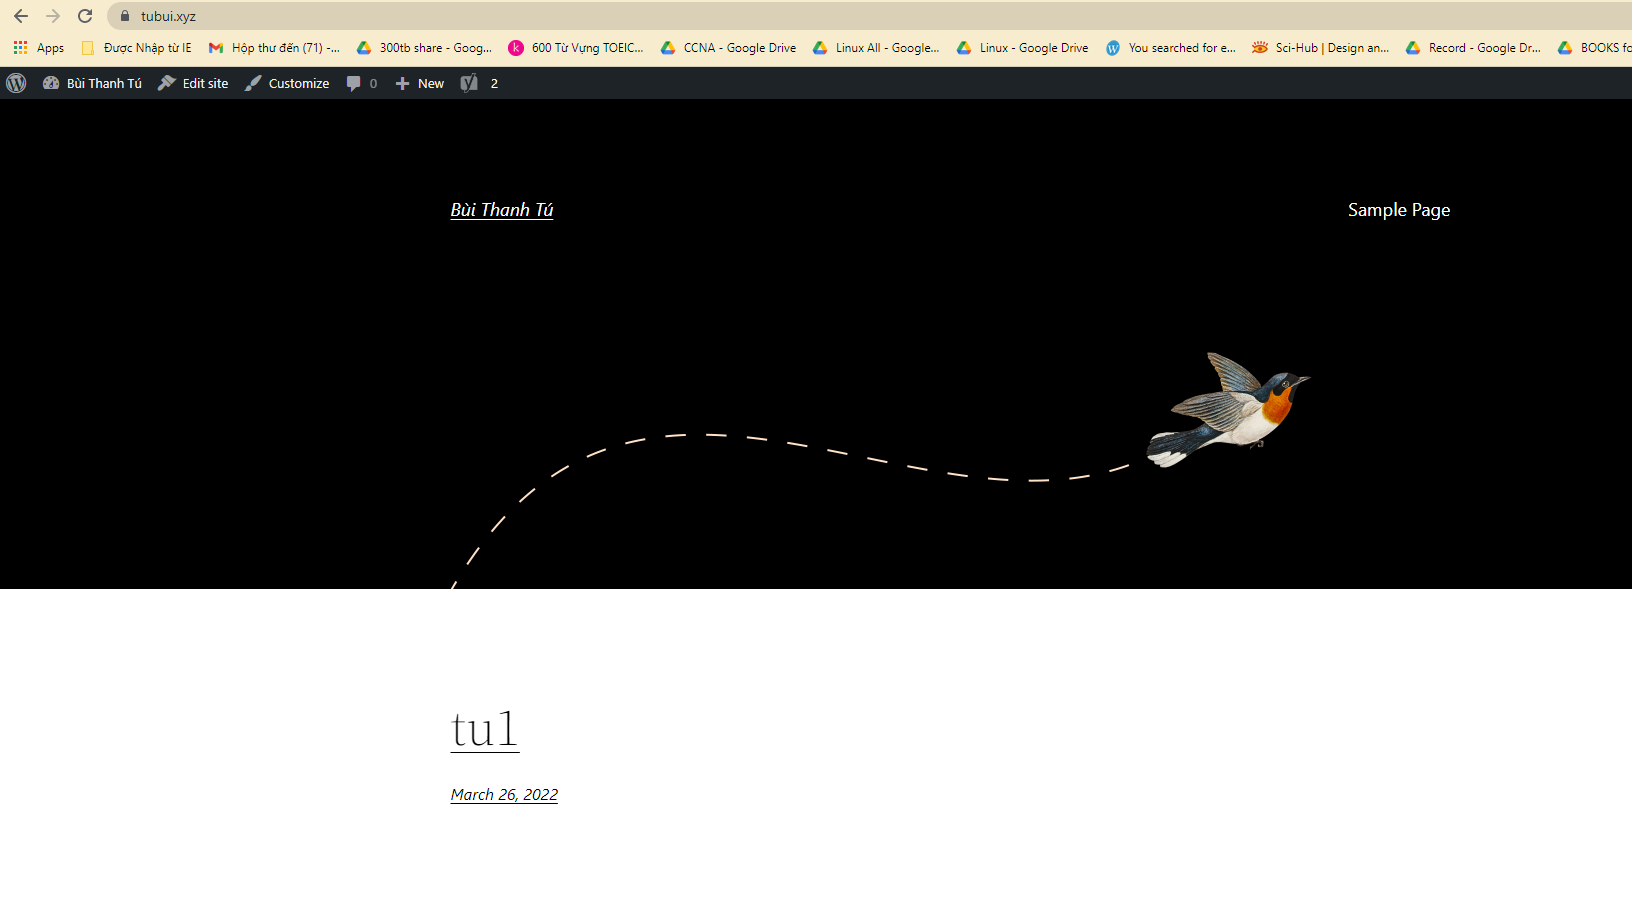 tubui.xyz
Apps Được Nhập từ IE Hộp thư đến (71) -... 300tb share - Goog... k 600 Từ Vựng TOEIC... CCNA - Google Drive Linux All - Google... Linux - Google Drive You searched for e... Sci-Hub | Design an... Record - Google Dr... BOOKS fo
Bùi Thanh Tú Edit site Customize 0 New 2
Bùi Thanh Tú Sample Page
tu1
March 26, 2022